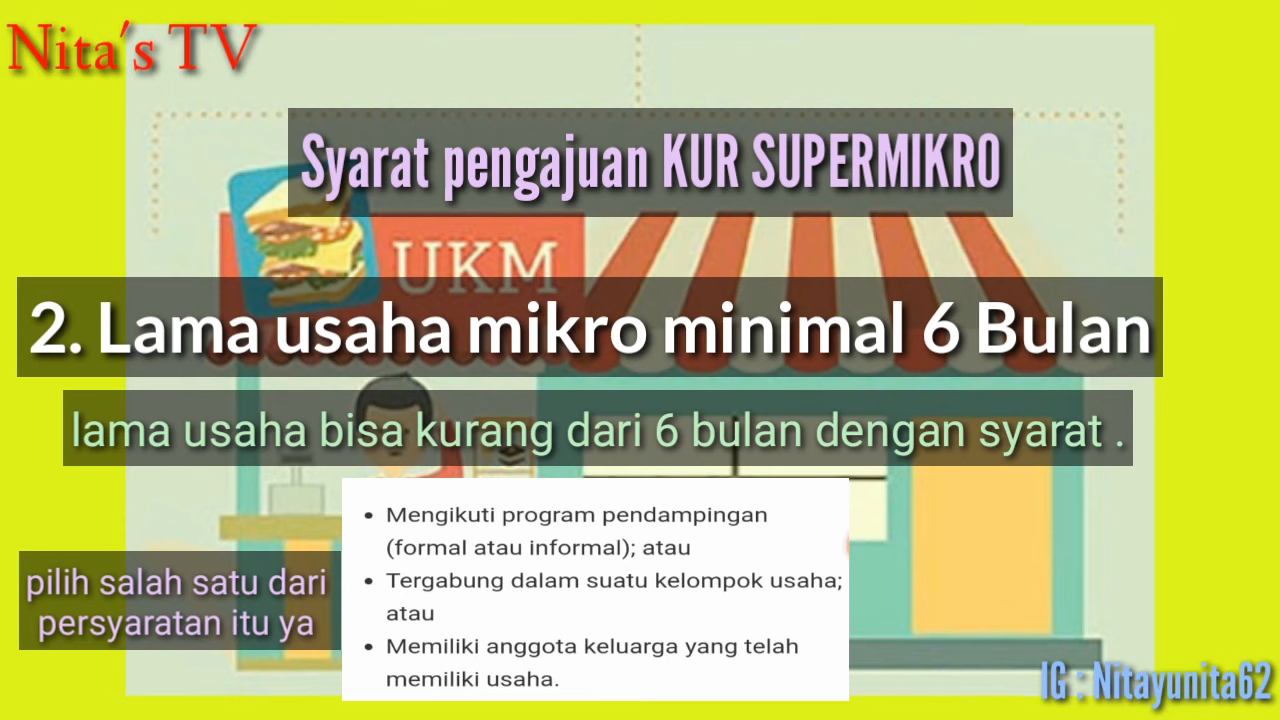 Nita's TV
Syarat pengajuan KUR SUPERMIKRO
UKM
2. Lama usaha mikro minimal 6 Bulan
lama usaha bisa kurang dari 6 bulan dengan syarat .
• Mengikuti program pendampingan
(formal atau informal); atau
• Tergabung dalam suatu kelompok usaha;
atau
• Memiliki anggota keluarga yang telah
memiliki usaha.
pilih salah satu dari
persyaratan itu ya
IG : Nitayunita62